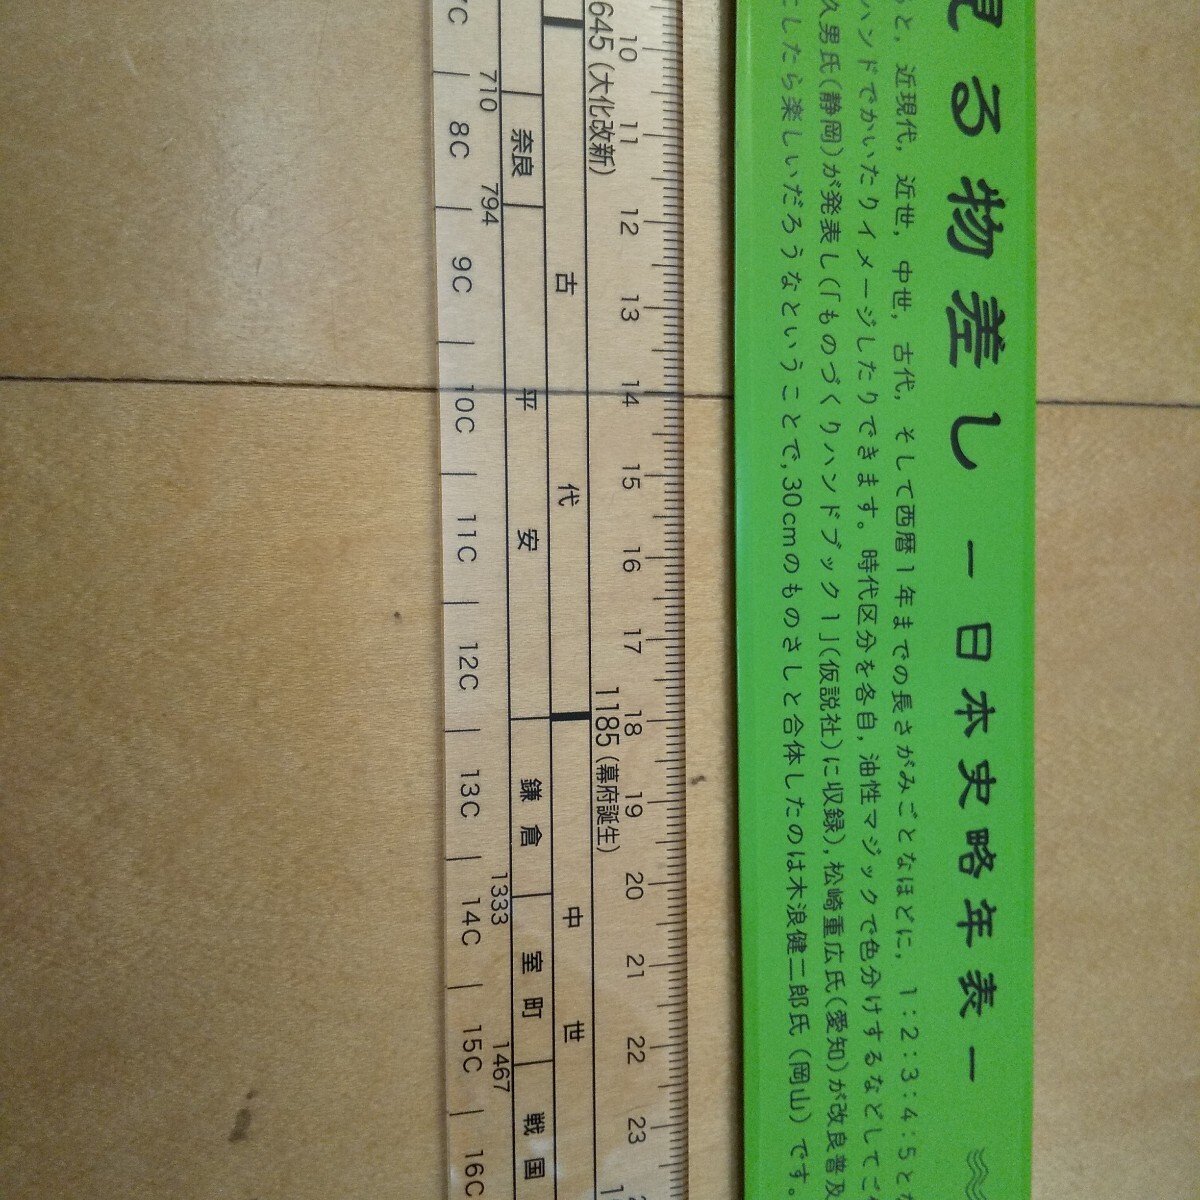 見る物差し ー日本史略年表ー
と，近現代，近世，中世，古代，そして西暦1年までの長さがみごとなほどに，1：2：3：4：5と
ハンドでかいたりイメージしたりできます。時代区分を各自，油性マジックで色分けするなどしてご
久男氏（静岡）が発表し（「ものづくりハンドブック1」（仮説社）に収録），松崎重広氏（愛知）が改良普及
したら楽しいだろうなということで，30cmのものさしと合体したのは木浪健二郎氏（岡山）です。
10 11 12 13 14 15 16 17 18 19 20 21 22 23
645（大化改新） 1185（幕府誕生）
古代 中世
奈良 平安 鎌倉 室町 戦国
710 794 1333 1467
7C 8C 9C 10C 11C 12C 13C 14C 15C 16C